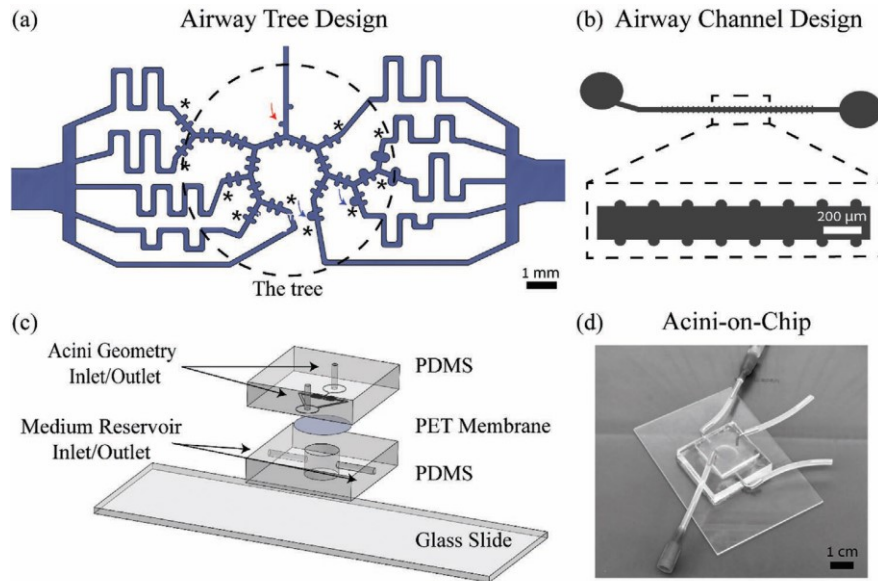 (a) Airway Tree Design
*
*
*
*
*
*
*
*
*
*
The tree
1 mm
(b) Airway Channel Design
200 µm
(c)
Acini Geometry
Inlet/Outlet
Medium Reservoir
Inlet/Outlet
PDMS
PET Membrane
PDMS
Glass Slide
(d) Acini-on-Chip
1 cm